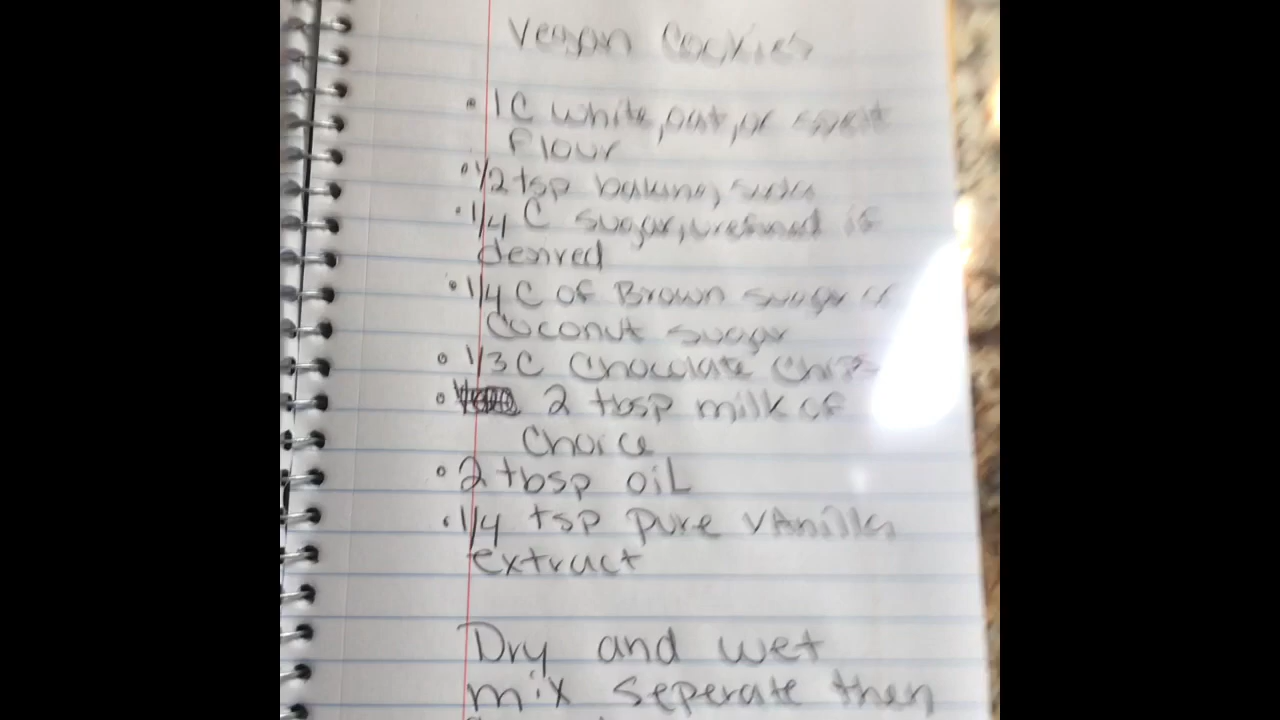 Vegan Cookies
• 1 C white, oat, or spelt
flour
• 1/2 tsp baking soda
• 1/4 C sugar, unrefined if
desired
• 1/4 C of Brown sugar or
Coconut sugar
• 1/3 C Chocolate Chips
• 2 tbsp milk of
Choice
• 2 tbsp oil
• 1/4 tsp pure vanilla
extract
Dry and wet
mix seperate then